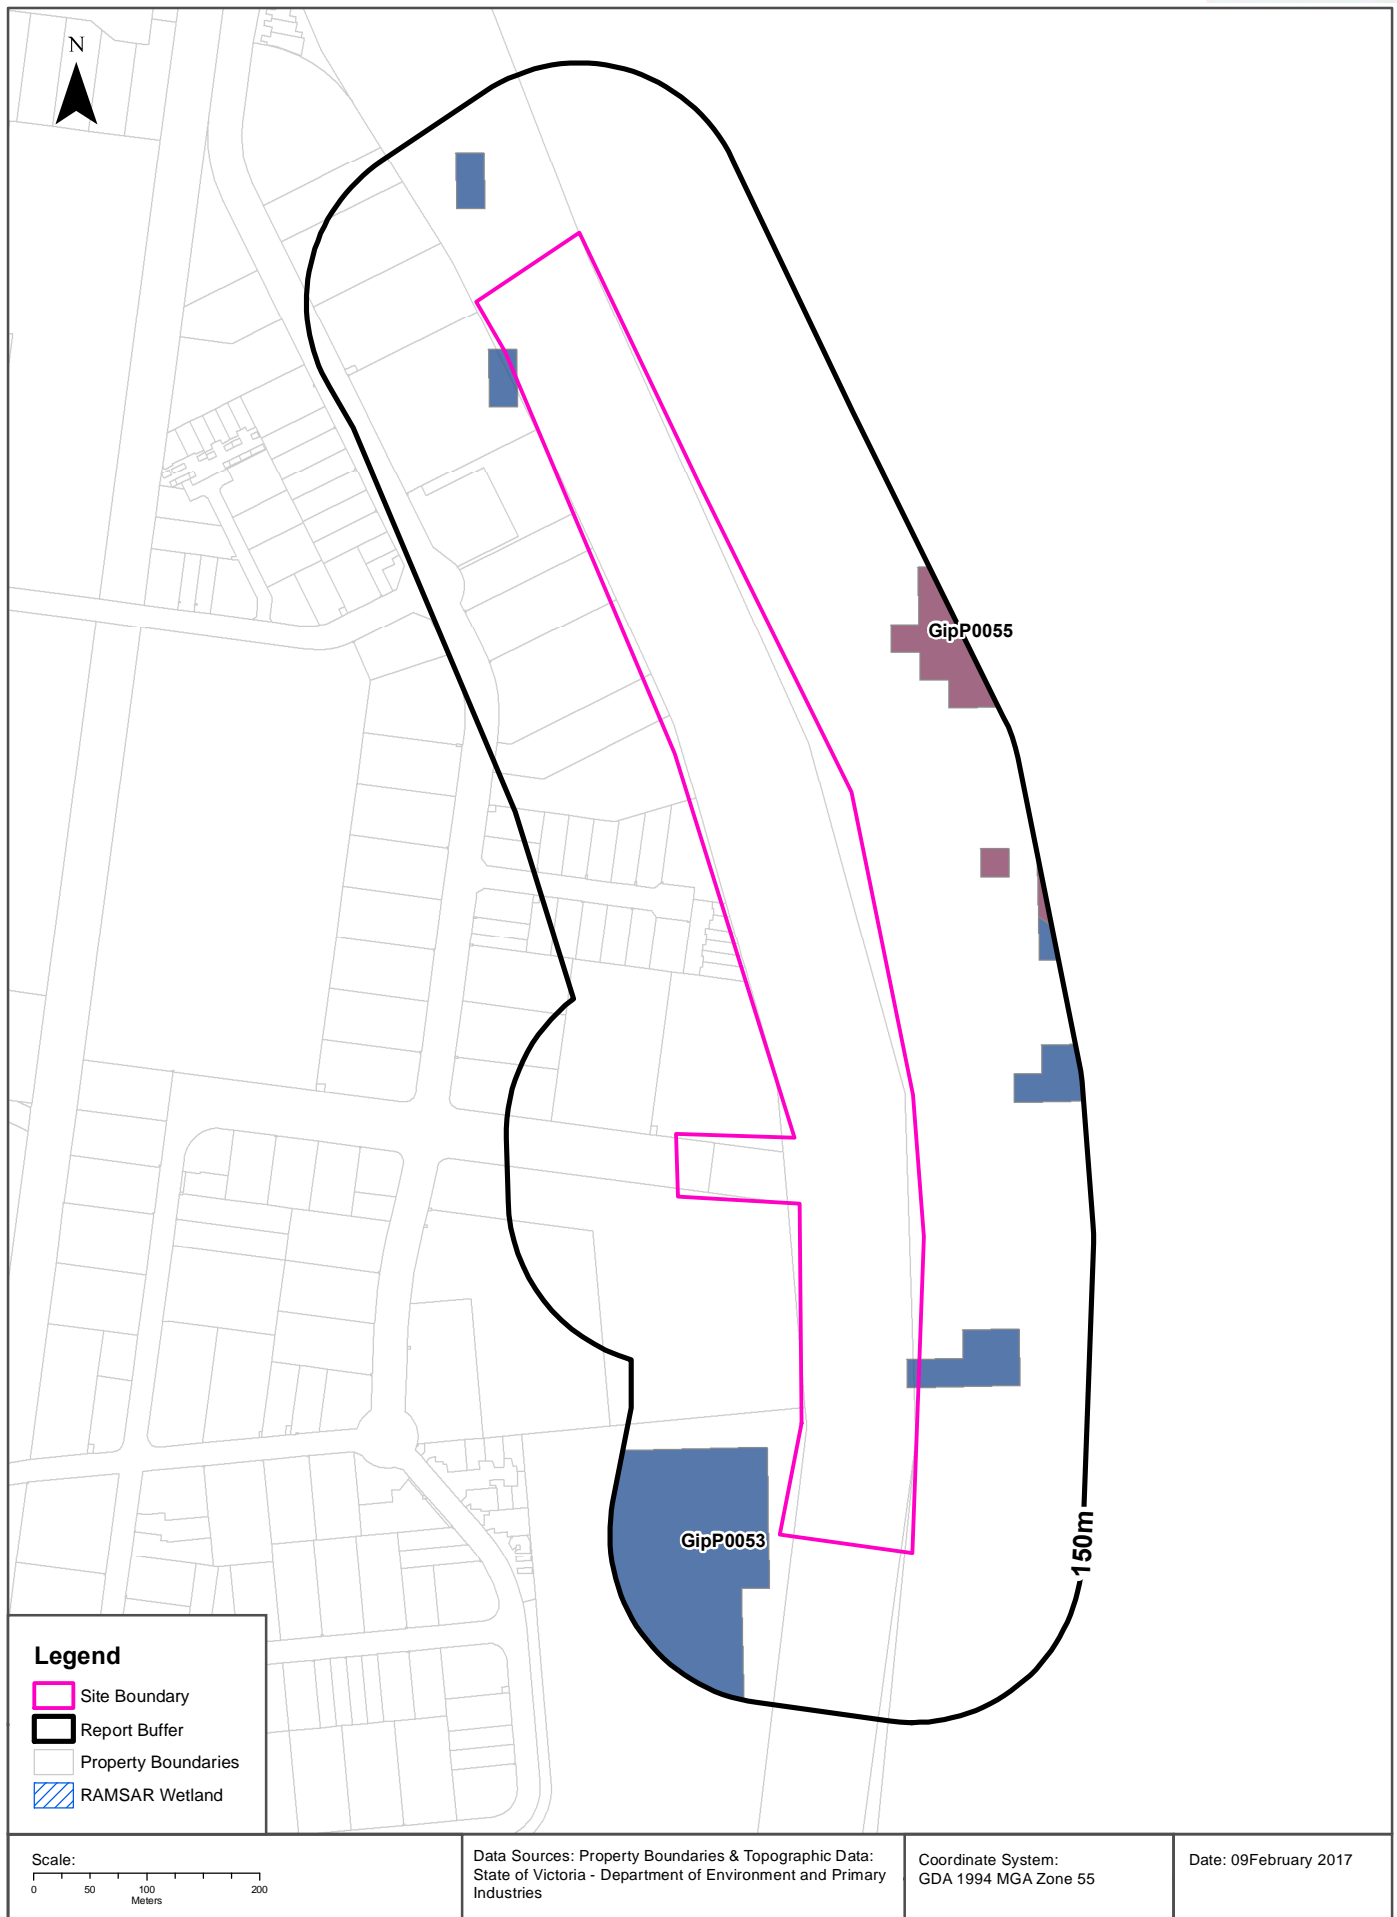 N
GipP0055
GipP0053
150m
Legend
Site Boundary
Report Buffer
Property Boundaries
RAMSAR Wetland
Scale:
0 50 100 200
Meters
Data Sources: Property Boundaries & Topographic Data:
State of Victoria - Department of Environment and Primary
Industries
Coordinate System:
GDA 1994 MGA Zone 55
Date: 09February 2017